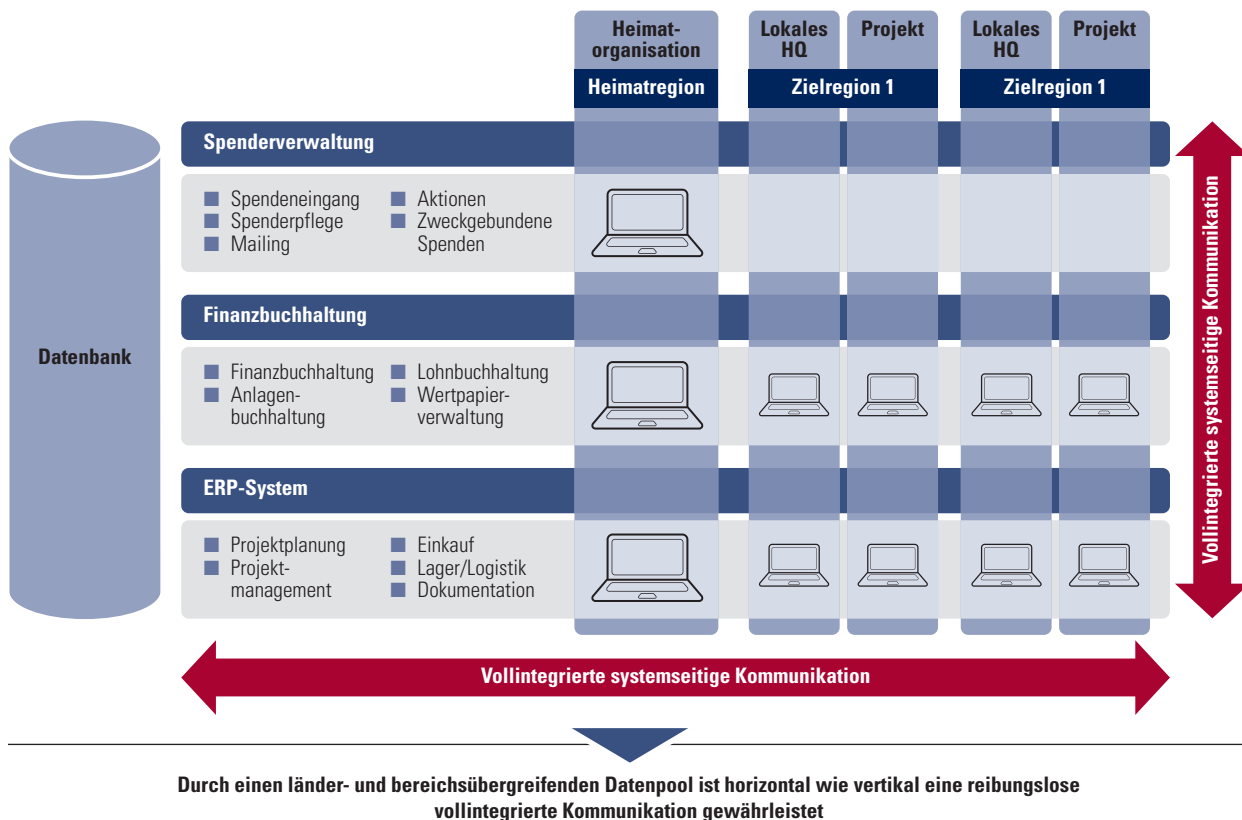 Heimat-
organisation
Lokales
HQ
Projekt
Lokales
HQ
Projekt
Heimatregion
Zielregion 1
Zielregion 1
Datenbank
Spenderverwaltung
Spendeneingang
Spenderpflege
Mailing
Aktionen
Zweckgebundene
Spenden
Finanzbuchhaltung
Finanzbuchhaltung
Anlagen-
buchhaltung
Lohnbuchhaltung
Wertpapier-
verwaltung
ERP-System
Projektplanung
Projekt-
management
Einkauf
Lager/Logistik
Dokumentation
Vollintegrierte systemseitige Kommunikation
Vollintegrierte systemseitige Kommunikation
Durch einen länder- und bereichsübergreifenden Datenpool ist horizontal wie vertikal eine reibungslose
vollintegrierte Kommunikation gewährleistet